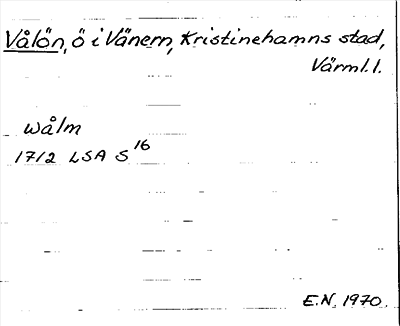 Vålön, ö i Vänern, Kristinehamns stad,
Värml. l.
Wålm
1712 LSA S 16
E.N. 1970.